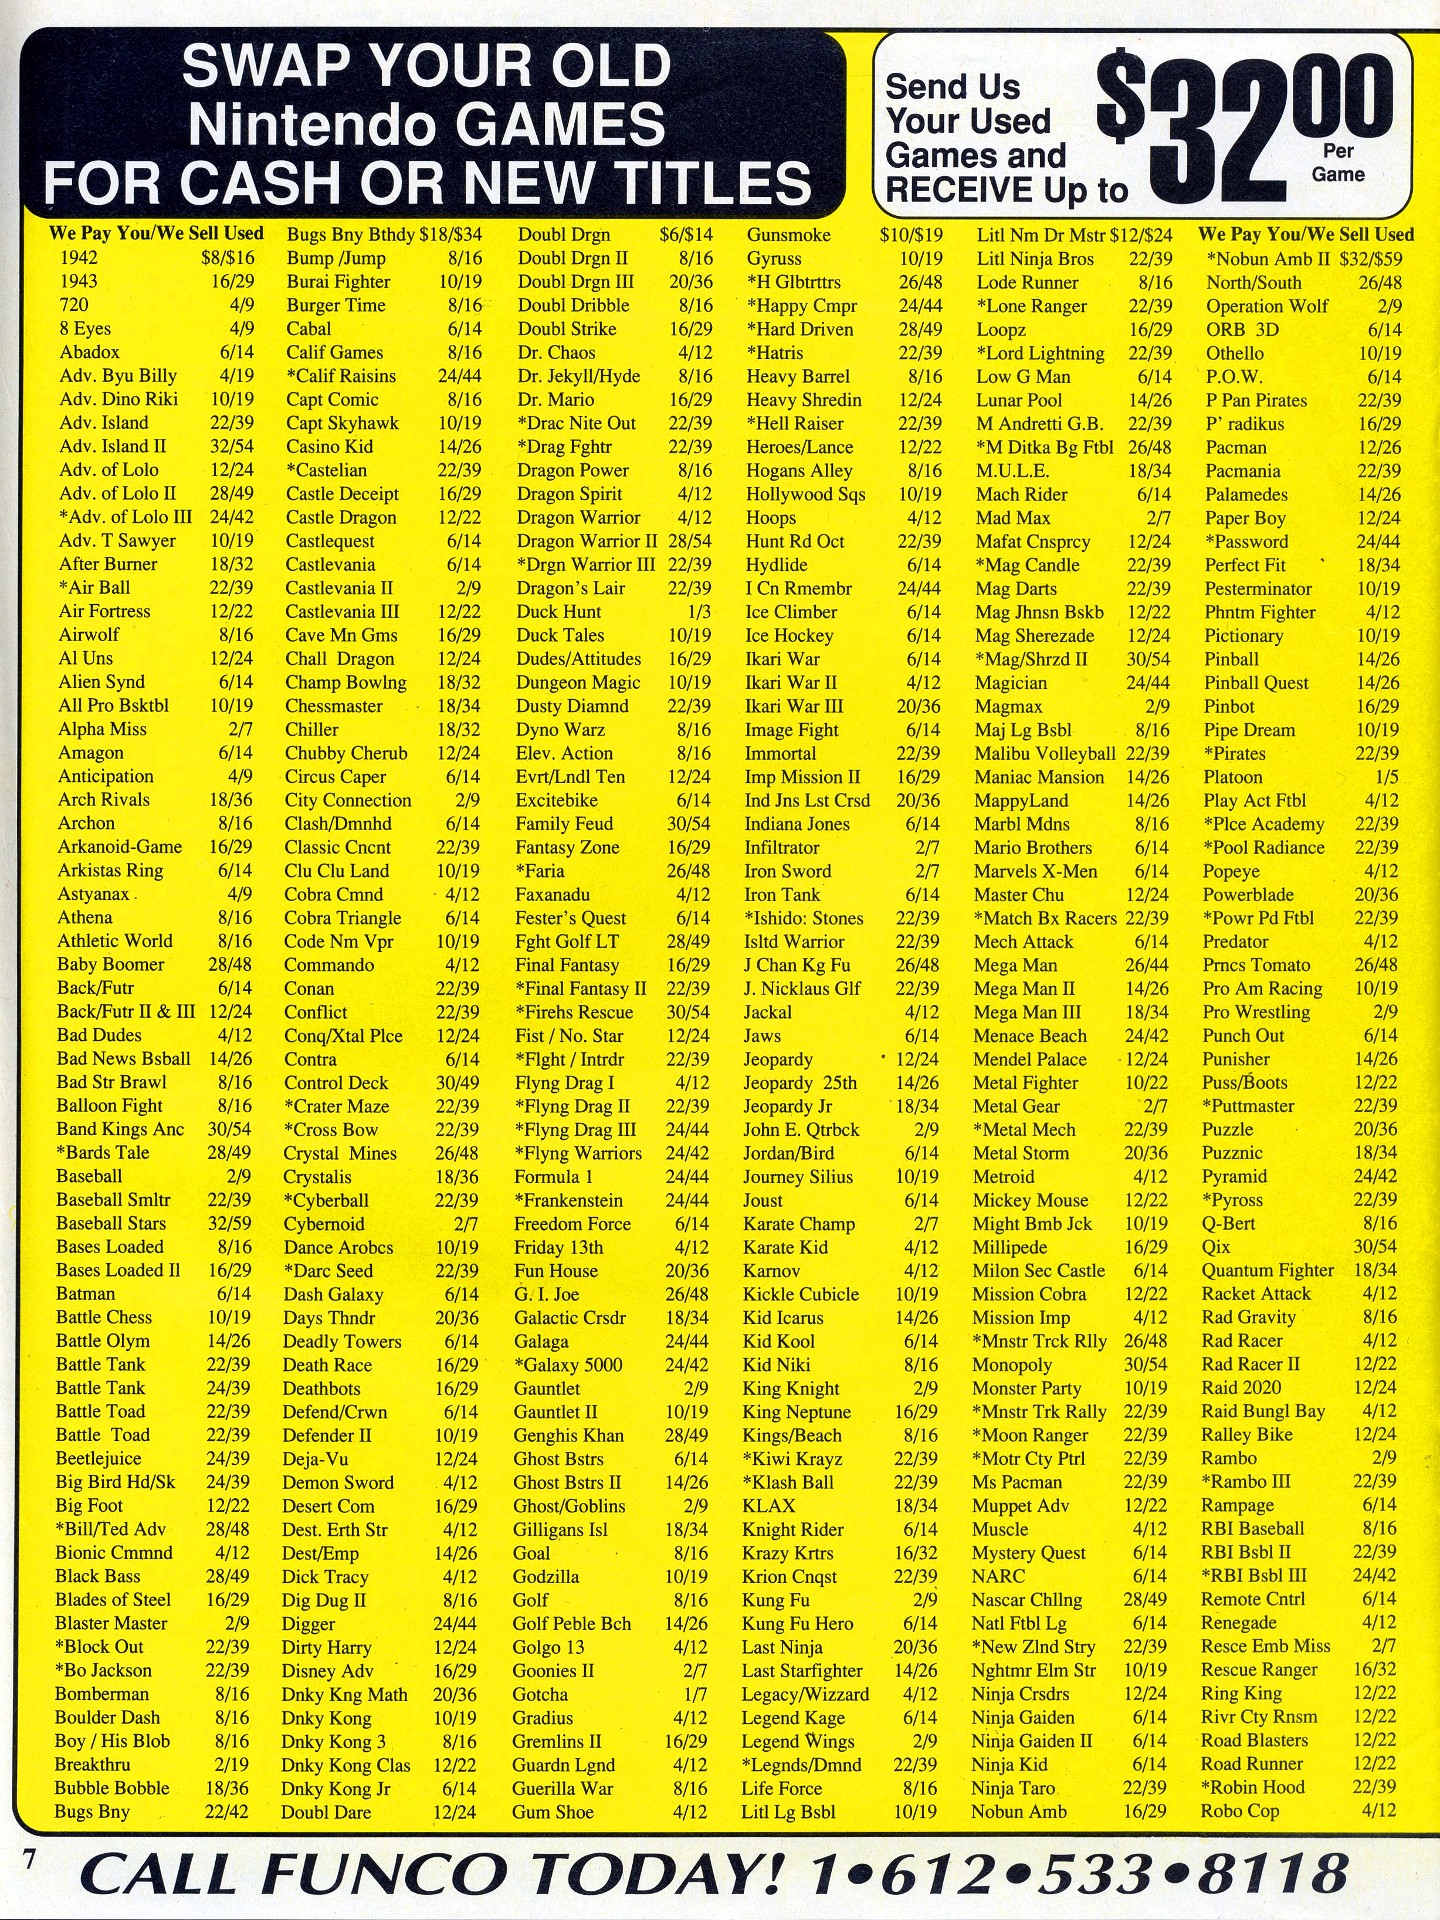 SWAP YOUR OLD
Nintendo GAMES
FOR CASH OR NEW TITLES
Send Us
Your Used
Games and
RECEIVE Up to
$3200
Per
Game
We Pay You/We Sell Used
1942 $8/$16
1943 16/29
720 4/9
8 Eyes 4/9
Abadox 6/14
Adv. Byu Billy 4/19
Adv. Dino Riki 10/19
Adv. Island 22/39
Adv. Island II 32/54
Adv. of Lolo 12/24
Adv. of Lolo II 28/49
*Adv. of Lolo III 24/42
Adv. T Sawyer 10/19
After Burner 18/32
*Air Ball 22/39
Air Fortress 12/22
Airwolf 8/16
Al Uns 12/24
Alien Synd 6/14
All Pro Bsktbl 10/19
Alpha Miss 2/7
Amagon 6/14
Anticipation 4/9
Arch Rivals 18/36
Archon 8/16
Arkanoid-Game 16/29
Arkistas Ring 6/14
Astyanax 4/9
Athena 8/16
Athletic World 8/16
Baby Boomer 28/48
Back/Futr 6/14
Back/Futr II & III 12/24
Bad Dudes 4/12
Bad News Bsball 14/26
Bad Str Brawl 8/16
Balloon Fight 8/16
Band Kings Anc 30/54
*Bards Tale 28/49
Baseball 2/9
Baseball Smltr 22/39
Baseball Stars 32/59
Bases Loaded 8/16
Bases Loaded II 16/29
Batman 6/14
Battle Chess 10/19
Battle Olym 14/26
Battle Tank 22/39
Battle Tank 24/39
Battle Toad 22/39
Battle Toad 22/39
Beetlejuice 24/39
Big Bird Hd/Sk 24/39
Big Foot 12/22
*Bill/Ted Adv 28/48
Bionic Cmmnd 4/12
Black Bass 28/49
Blades of Steel 16/29
Blaster Master 2/9
*Block Out 22/39
*Bo Jackson 22/39
Bomberman 8/16
Boulder Dash 8/16
Boy / His Blob 8/16
Breakthru 2/19
Bubble Bobble 18/36
Bugs Bny 22/42
Bugs Bny Bthdy $18/$34
Bump /Jump 8/16
Burai Fighter 10/19
Burger Time 8/16
Cabal 6/14
Calif Games 8/16
*Calif Raisins 24/44
Capt Comic 8/16
Capt Skyhawk 10/19
Casino Kid 14/26
*Castelian 22/39
Castle Deceipt 16/29
Castle Dragon 12/22
Castlequest 6/14
Castlevania 6/14
Castlevania II 2/9
Castlevania III 12/22
Cave Mn Gms 16/29
Chall Dragon 12/24
Champ Bowlng 18/32
Chessmaster 18/34
Chiller 18/32
Chubby Cherub 12/24
Circus Caper 6/14
City Connection 2/9
Clash/Dmnhd 6/14
Classic Cncnt 22/39
Clu Clu Land 10/19
Cobra Cmnd 4/12
Cobra Triangle 6/14
Code Nm Vpr 10/19
Commando 4/12
Conan 22/39
Conflict 22/39
Conq/Xtal Plce 12/24
Contra 6/14
Control Deck 30/49
*Crater Maze 22/39
*Cross Bow 22/39
Crystal Mines 26/48
Crystalis 18/36
*Cyberball 22/39
Cybernoid 2/7
Dance Arobcs 10/19
*Darc Seed 22/39
Dash Galaxy 6/14
Days Thndr 20/36
Deadly Towers 6/14
Death Race 16/29
Deathbots 16/29
Defend/Crwn 6/14
Defender II 10/19
Deja-Vu 12/24
Demon Sword 4/12
Desert Com 16/29
Dest. Erth Str 4/12
Dest/Emp 14/26
Dick Tracy 4/12
Dig Dug II 8/16
Digger 24/44
Dirty Harry 12/24
Disney Adv 16/29
Dnky Kng Math 20/36
Dnky Kong 10/19
Dnky Kong 3 8/16
Dnky Kong Clas 12/22
Dnky Kong Jr 6/14
Doubl Dare 12/24
Doubl Drgn $6/$14
Doubl Drgn II 8/16
Doubl Drgn III 20/36
Doubl Dribble 8/16
Doubl Strike 16/29
Dr. Chaos 4/12
Dr. Jekyll/Hyde 8/16
Dr. Mario 16/29
*Drac Nite Out 22/39
*Drag Fghtr 22/39
Dragon Power 8/16
Dragon Spirit 4/12
Dragon Warrior 4/12
Dragon Warrior II 28/54
*Drgn Warrior III 22/39
Dragon's Lair 22/39
Duck Hunt 1/3
Duck Tales 10/19
Dudes/Attitudes 16/29
Dungeon Magic 10/19
Dusty Diamnd 22/39
Dyno Warz 8/16
Elev. Action 8/16
Evrt/Lndl Ten 12/24
Excitebike 6/14
Family Feud 30/54
Fantasy Zone 16/29
*Faria 26/48
Faxanadu 4/12
Fester's Quest 6/14
Fght Golf LT 28/49
Final Fantasy 16/29
*Final Fantasy II 22/39
*Firehs Rescue 30/54
Fist / No. Star 12/24
*Flght / Intrdr 22/39
Flyng Drag I 4/12
*Flyng Drag II 22/39
*Flyng Drag III 24/44
*Flyng Warriors 24/42
Formula 1 24/44
*Frankenstein 24/44
Freedom Force 6/14
Friday 13th 4/12
Fun House 20/36
G. I. Joe 26/48
Galactic Crsdr 18/34
Galaga 24/44
*Galaxy 5000 24/42
Gauntlet 2/9
Gauntlet II 10/19
Genghis Khan 28/49
Ghost Bstrs 6/14
Ghost Bstrs II 14/26
Ghost/Goblins 2/9
Gilligans Isl 18/34
Goal 8/16
Godzilla 10/19
Golf 8/16
Golf Peble Bch 14/26
Golgo 13 4/12
Goonies II 2/7
Gotcha 1/7
Gradius 4/12
Gremlins II 16/29
Guardn Lgnd 4/12
Guerilla War 8/16
Gum Shoe 4/12
Gunsmoke $10/$19
Gyruss 10/19
*H Glbtrttrs 26/48
*Happy Cmpr 24/44
*Hard Driven 28/49
*Hatris 22/39
Heavy Barrel 8/16
Heavy Shredin 12/24
*Hell Raiser 22/39
Heroes/Lance 12/22
Hogans Alley 8/16
Hollywood Sqs 10/19
Hoops 4/12
Hunt Rd Oct 22/39
Hydlide 6/14
I Cn Rmembr 24/44
Ice Climber 6/14
Ice Hockey 6/14
Ikari War 6/14
Ikari War II 4/12
Ikari War III 20/36
Image Fight 6/14
Immortal 22/39
Imp Mission II 16/29
Ind Jns Lst Crsd 20/36
Indiana Jones 6/14
Infiltrator 2/7
Iron Sword 2/7
Iron Tank 6/14
*Ishido: Stones 22/39
Isltd Warrior 22/39
J Chan Kg Fu 26/48
J. Nicklaus Glf 22/39
Jackal 4/12
Jaws 6/14
Jeopardy 12/24
Jeopardy 25th 14/26
Jeopardy Jr 18/34
John E. Qtrbck 2/9
Jordan/Bird 6/14
Journey Silius 10/19
Joust 6/14
Karate Champ 2/7
Karate Kid 4/12
Karnov 4/12
Kickle Cubicle 10/19
Kid Icarus 14/26
Kid Kool 6/14
Kid Niki 8/16
King Knight 2/9
King Neptune 16/29
Kings/Beach 8/16
*Kiwi Krayz 22/39
*Klash Ball 22/39
KLAX 18/34
Knight Rider 6/14
Krazy Krtrs 16/32
Krion Cnqst 22/39
Kung Fu 2/9
Kung Fu Hero 6/14
Last Ninja 20/36
Last Starfighter 14/26
Legacy/Wizzard 4/12
Legend Kage 6/14
Legend Wings 2/9
*Legnds/Dmnd 22/39
Life Force 8/16
Litl Lg Bsbl 10/19
Litl Nm Dr Mstr $12/$24
Litl Ninja Bros 22/39
Lode Runner 8/16
*Lone Ranger 22/39
Loopz 16/29
*Lord Lightning 22/39
Low G Man 6/14
Lunar Pool 14/26
M Andretti G.B. 22/39
*M Ditka Bg Ftbl 26/48
M.U.L.E. 18/34
Mach Rider 6/14
Mad Max 2/7
Mafat Cnsprcy 12/24
*Mag Candle 22/39
Mag Darts 22/39
Mag Jhnsn Bskb 12/22
Mag Sherezade 12/24
*Mag/Shrzd II 30/54
Magician 24/44
Magmax 2/9
Maj Lg Bsbl 8/16
Malibu Volleyball 22/39
Maniac Mansion 14/26
MappyLand 14/26
Marbl Mdns 8/16
Mario Brothers 6/14
Marvels X-Men 6/14
Master Chu 12/24
*Match Bx Racers 22/39
Mech Attack 6/14
Mega Man 26/44
Mega Man II 14/26
Mega Man III 18/34
Menace Beach 24/42
Mendel Palace 12/24
Metal Fighter 10/22
Metal Gear 2/7
*Metal Mech 22/39
Metal Storm 20/36
Metroid 4/12
Mickey Mouse 12/22
Might Bmb Jck 10/19
Millipede 16/29
Milon Sec Castle 6/14
Mission Cobra 12/22
Mission Imp 4/12
*Mnstr Trck Rlly 26/48
Monopoly 30/54
Monster Party 10/19
*Mnstr Trk Rally 22/39
*Moon Ranger 22/39
*Motr Cty Ptrl 22/39
Ms Pacman 22/39
Muppet Adv 12/22
Muscle 4/12
Mystery Quest 6/14
NARC 6/14
Nascar Chllng 28/49
Natl Ftbl Lg 6/14
*New Zlnd Stry 22/39
Nghtmr Elm Str 10/19
Ninja Crsdrs 12/24
Ninja Gaiden 6/14
Ninja Gaiden II 6/14
Ninja Kid 6/14
Ninja Taro 22/39
Nobun Amb 16/29
We Pay You/We Sell Used
*Nobun Amb II $32/$59
North/South 26/48
Operation Wolf 2/9
ORB 3D 6/14
Othello 10/19
P.O.W. 6/14
P Pan Pirates 22/39
P' radikus 16/29
Pacman 12/26
Pacmania 22/39
Palamedes 14/26
Paper Boy 12/24
*Password 24/44
Perfect Fit 18/34
Pesterminator 10/19
Phntm Fighter 4/12
Pictionary 10/19
Pinball 14/26
Pinball Quest 14/26
Pinbot 16/29
Pipe Dream 10/19
*Pirates 22/39
Platoon 1/5
Play Act Ftbl 4/12
*Plce Academy 22/39
*Pool Radiance 22/39
Popeye 4/12
Powerblade 20/36
*Powr Pd Ftbl 22/39
Predator 4/12
Prncs Tomato 26/48
Pro Am Racing 10/19
Pro Wrestling 2/9
Punch Out 6/14
Punisher 14/26
Puss/Boots 12/22
*Puttmaster 22/39
Puzzle 20/36
Puzznic 18/34
Pyramid 24/42
*Pyross 22/39
Q-Bert 8/16
Qix 30/54
Quantum Fighter 18/34
Racket Attack 4/12
Rad Gravity 8/16
Rad Racer 4/12
Rad Racer II 12/22
Raid 2020 12/24
Raid Bungl Bay 4/12
Ralley Bike 12/24
Rambo 2/9
*Rambo III 22/39
Rampage 6/14
RBI Baseball 8/16
RBI Bsbl II 22/39
*RBI Bsbl III 24/42
Remote Cntrl 6/14
Renegade 4/12
Resce Emb Miss 2/7
Rescue Ranger 16/32
Ring King 12/22
Rivr Cty Rnsm 12/22
Road Blasters 12/22
Road Runner 12/22
*Robin Hood 22/39
Robo Cop 4/12
7
CALL FUNCO TODAY! 1•612•533•8118